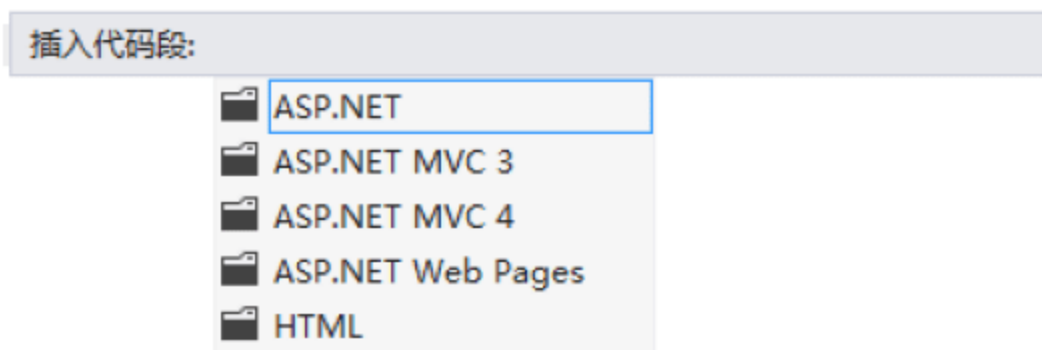 插入代码段:
ASP.NET
ASP.NET MVC 3
ASP.NET MVC 4
ASP.NET Web Pages
HTML